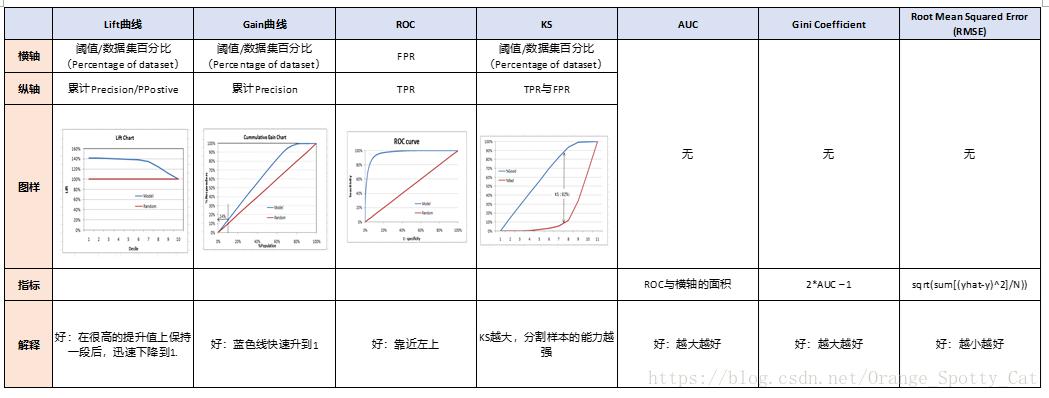 Lift曲线 Gain曲线 ROC KS AUC Gini Coefficient Root Mean Squared Error
(RMSE)
横轴 阈值/数据集百分比 阈值/数据集百分比 FPR 阈值/数据集百分比
（Percentage of dataset） （Percentage of dataset） （Percentage of dataset）
纵轴 累计Precision/PPostive 累计Precision TPR TPR与FPR
图样 无 无 无
Lift Chart
160%
140%
120%
100%
80%
60%
40%
20%
0%
Lift
Model
Random
1 2 3 4 5 6 7 8 9 10
Decile
Cummulative Gain Chart
100%
90%
80%
70%
60%
50%
40%
30%
20%
10%
0%
Model
Random
0% 20% 40% 60% 80% 100%
%Population
ROC curve
100%
80%
60%
40%
20%
0%
Sensitivity
Model
Random
0% 20% 40% 60% 80% 100%
1 - specificity
100%
90%
80%
70%
60%
50%
40%
30%
20%
10%
0%
%Good
%Bad
1 2 3 4 5 6 7 8 9 10 11
指标 ROC与横轴的面积 2*AUC – 1 sqrt(sum[(yhat-y)^2]/N))
解释 好：在很高的提升值上保持 好：蓝色线快速升到1 好：靠近左上 KS越大，分割样本的能力越 好：越大越好 好：越大越好 好：越小越好
一段后，迅速下降到1. 强
https://blog.csdn.net/Orange_Spotty_Cat